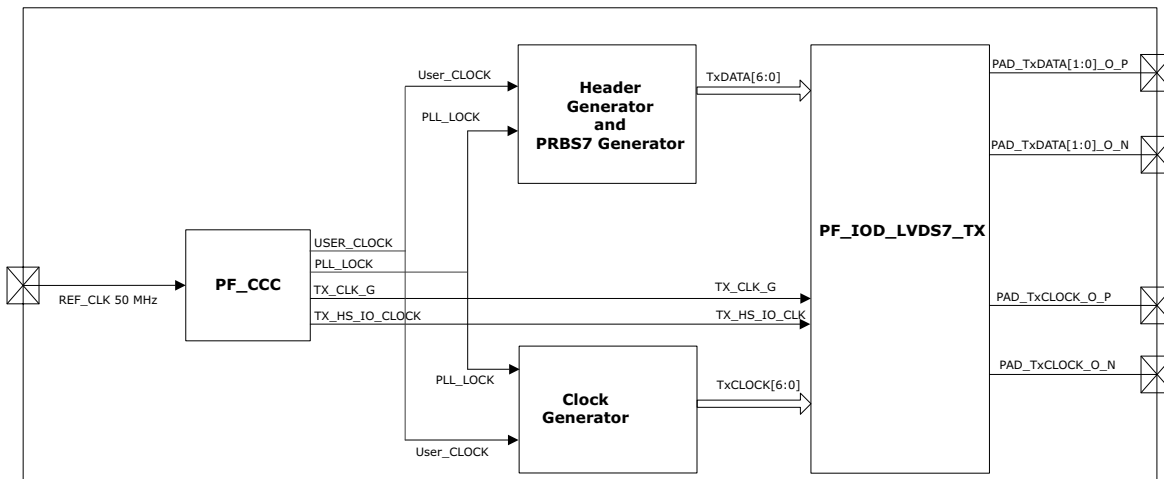 User_CLOCK
PLL_LOCK
Header
Generator
and
PRBS7 Generator
TxDATA[6:0]
PAD_TxDATA[1:0]_O_P
PAD_TxDATA[1:0]_O_N
PF_IOD_LVDS7_TX
REF_CLK 50 MHz
PF_CCC
USER_CLOCK
PLL_LOCK
TX_CLK_G
TX_HS_IO_CLOCK
TX_CLK_G
TX_HS_IO_CLK
PAD_TxCLOCK_O_P
PAD_TxCLOCK_O_N
PLL_LOCK
User_CLOCK
Clock
Generator
TxCLOCK[6:0]